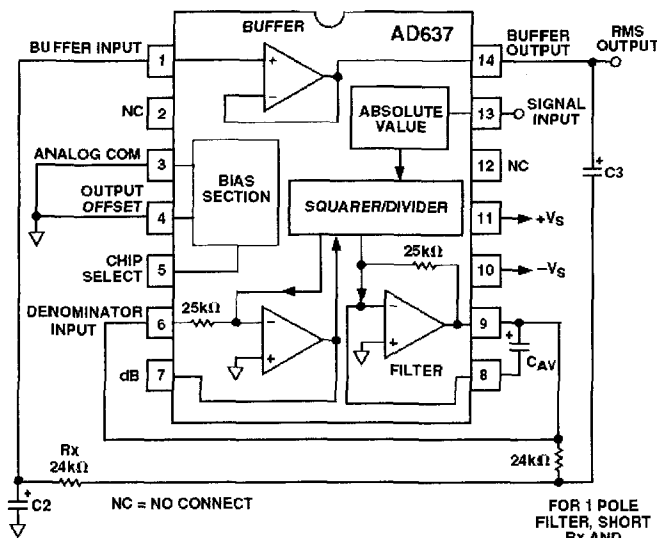 BUFFER
AD637
BUFFER INPUT
1
14
BUFFER
OUTPUT
RMS
OUTPUT
NC
2
ABSOLUTE
VALUE
13
SIGNAL
INPUT
ANALOG COM
3
BIAS
SECTION
12
NC
+
C3
OUTPUT
OFFSET
4
SQUARER/DIVIDER
11
+VS
CHIP
SELECT
5
25kΩ
10
−VS
DENOMINATOR
INPUT
6
25kΩ
9
+
CAV
dB
7
FILTER
8
Rx
24kΩ
24kΩ
+
C2
NC = NO CONNECT
FOR 1 POLE
FILTER, SHORT
Rx AND